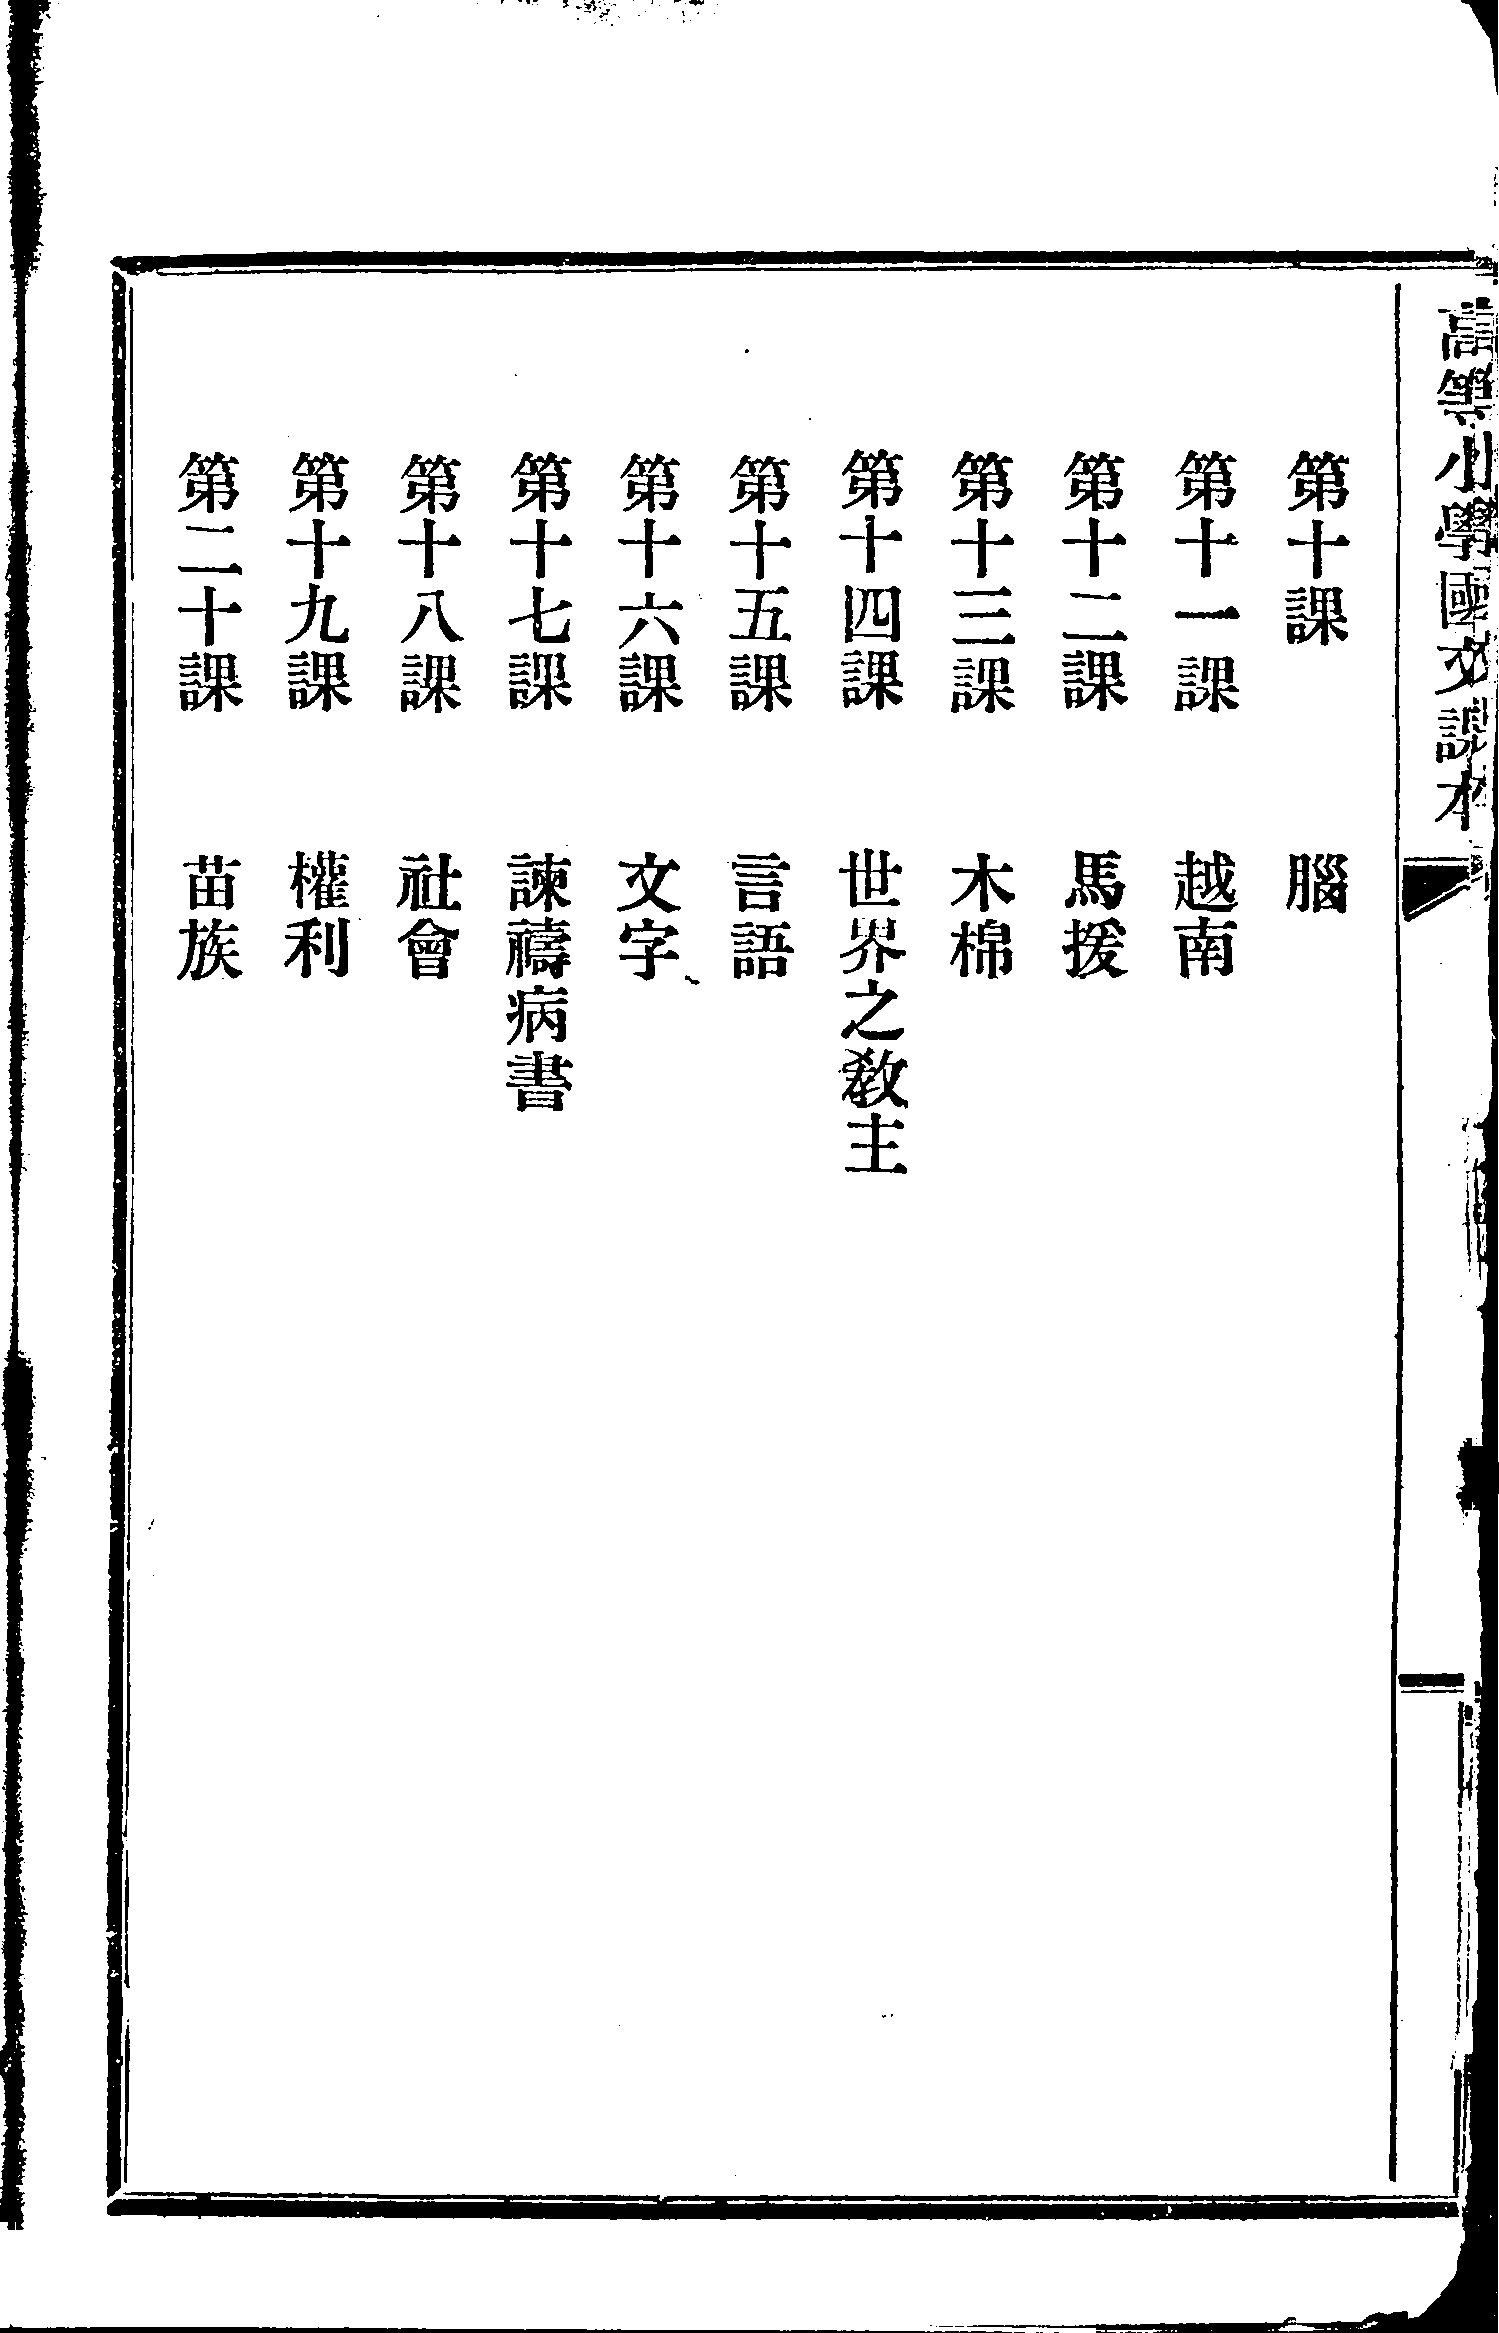 高等小學國文課本
第十課 腦
第十一課 越南
第十二課 馬援
第十三課 木棉
第十四課 世界之教主
第十五課 言語
第十六課 文字
第十七課 諫禱病書
第十八課 社會
第十九課 權利
第二十課 苗族